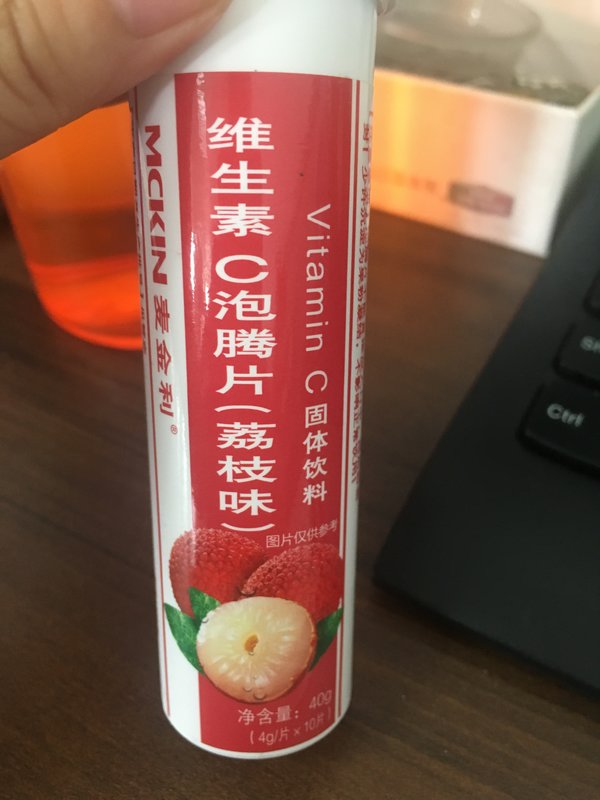 MCKIN 麦金利®
维生素C泡腾片(荔枝味)
Vitamin C 固体饮料
图片仅供参考
净含量: 40g
(4g/片×10片)
Ctrl